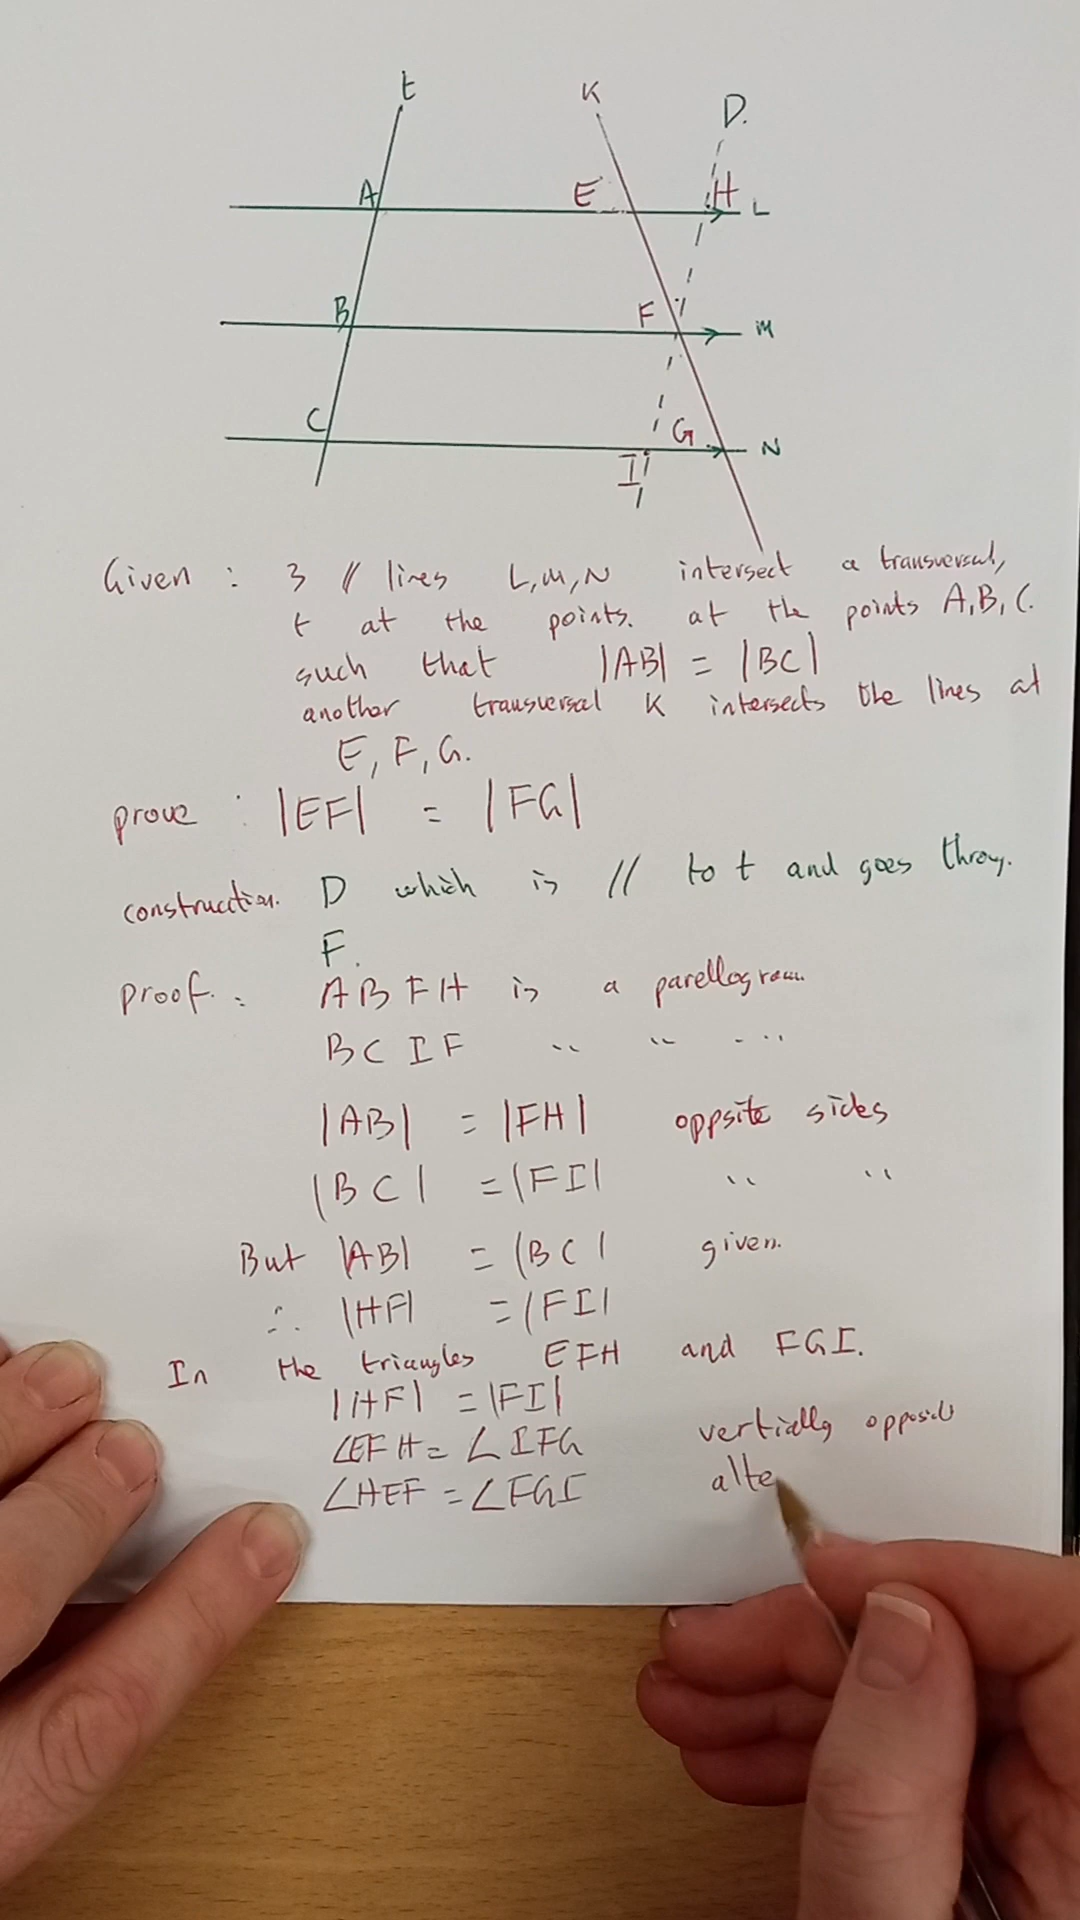 t
K
D.
A
E
H
L
B
F
M
C
G
N
I
Given : 3 // lines L, M, N intersect a transversal,
t at the points. at the points A, B, C.
such that |AB| = |BC|
another transversal K intersects the lines at
E, F, G.
prove : |EF| = |FG|
construction. D which is // to t and goes throg.
F.
proof. : ABFH is a parellogram
BCIF " " " "
|AB| = |FH| oppsite sides
|BC| = |FI| " "
But |AB| = |BC| given.
∴ |HF| = |FI|
In the triangles EFH and FGI.
|HF| = |FI|
∠EFH = ∠IFG vertially opposite
∠HEF = ∠FGI alte